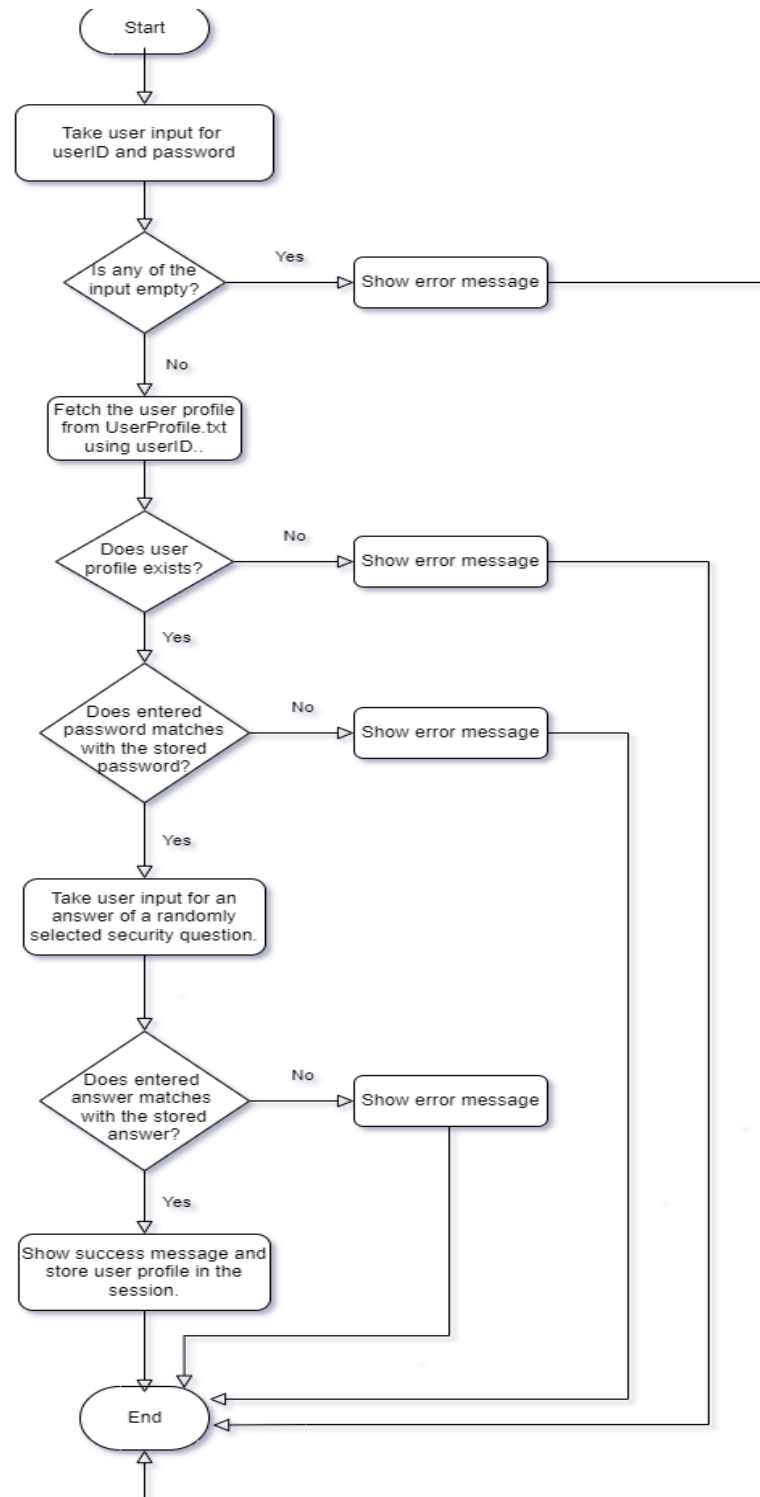 Start
Take user input for
userID and password
Is any of the
input empty?
Yes
Show error message
No
Fetch the user profile
from UserProfile.txt
using userID..
Does user
profile exists?
No
Show error message
Yes
Does entered
password matches
with the stored
password?
No
Show error message
Yes
Take user input for an
answer of a randomly
selected security question.
Does entered
answer matches
with the stored
answer?
No
Show error message
Yes
Show success message and
store user profile in the
session.
End